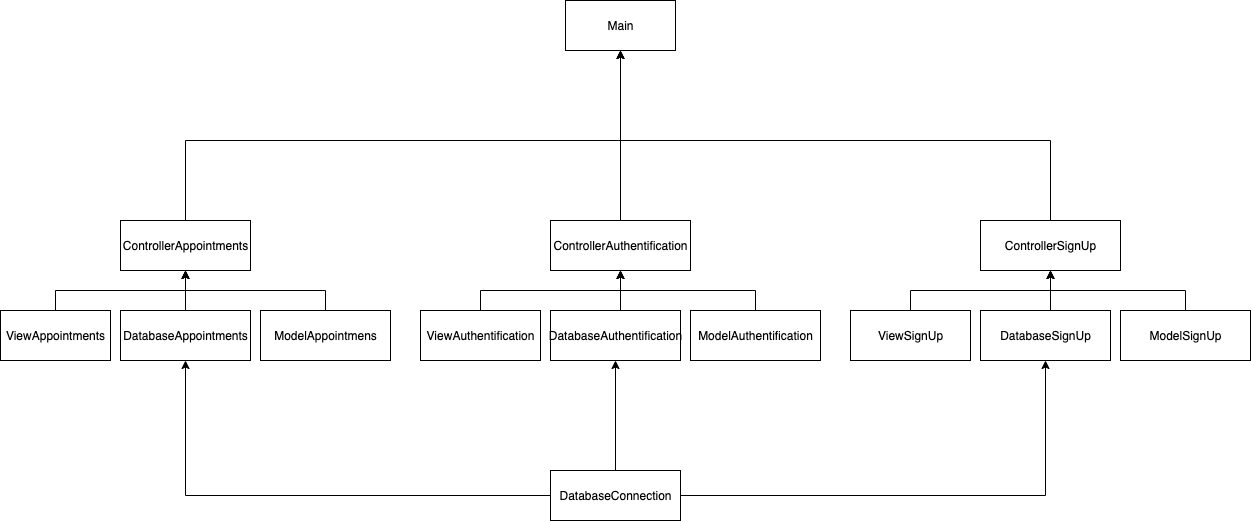 Main
ControllerAppointments
ControllerAuthentification
ControllerSignUp
ViewAppointments
DatabaseAppointments
ModelAppointmens
ViewAuthentification
DatabaseAuthentification
ModelAuthentification
ViewSignUp
DatabaseSignUp
ModelSignUp
DatabaseConnection